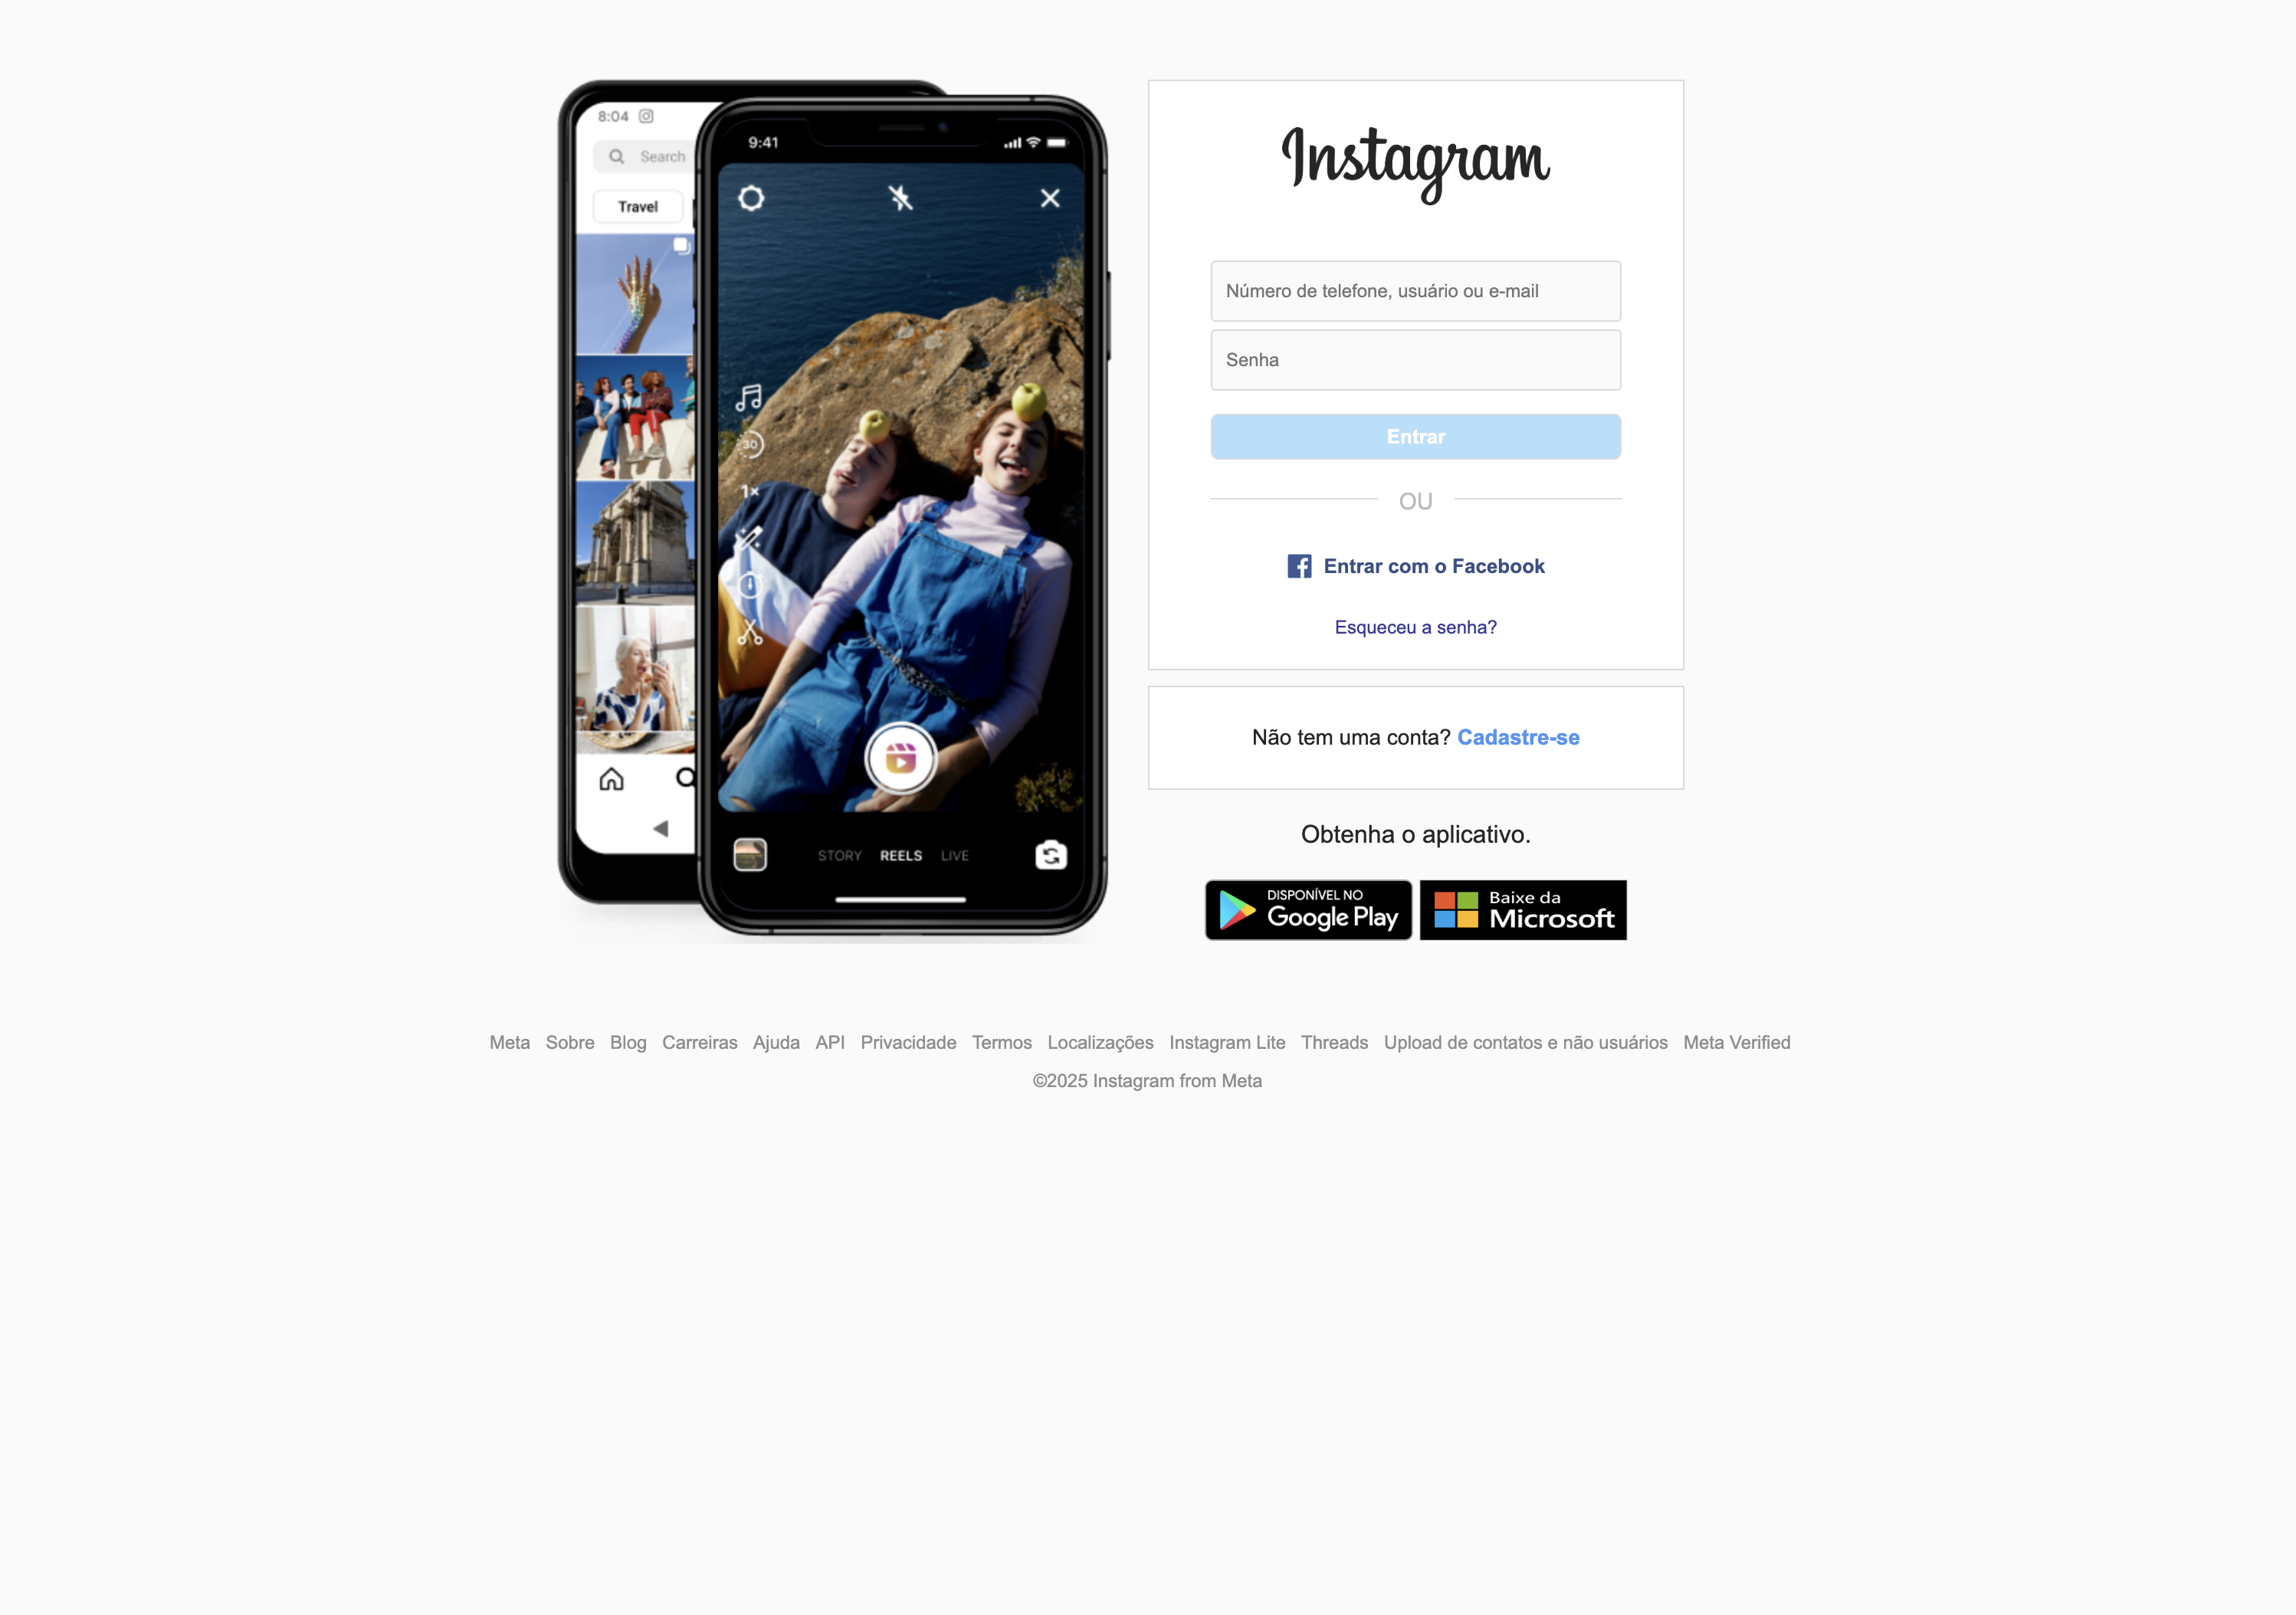 8:04
Search
Travel
9:41
30
1×
STORY REELS LIVE
Instagram
Número de telefone, usuário ou e-mail
Senha
Entrar
OU
Entrar com o Facebook
Esqueceu a senha?
Não tem uma conta? Cadastre-se
Obtenha o aplicativo.
DISPONÍVEL NO
Google Play
Baixe da
Microsoft
Meta Sobre Blog Carreiras Ajuda API Privacidade Termos Localizações Instagram Lite Threads Upload de contatos e não usuários Meta Verified
©2025 Instagram from Meta